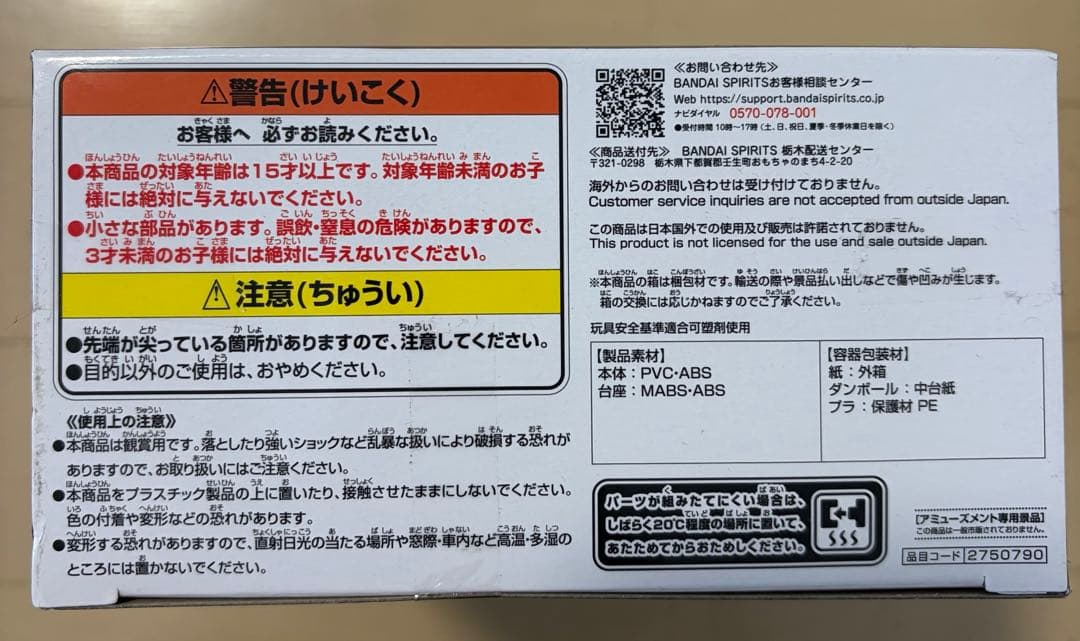 ⚠警告(けいこく)
お客様へ 必ずお読みください。
●本商品の対象年齢は15才以上です。対象年齢未満のお子
様には絶対に与えないでください。
●小さな部品があります。誤飲・窒息の危険がありますので、
3才未満のお子様には絶対に与えないでください。
⚠注意(ちゅうい)
●先端が尖っている箇所がありますので、注意してください。
●目的以外のご使用は、おやめください。
《使用上の注意》
●本商品は観賞用です。落としたり強いショックなど乱暴な扱いにより破損する恐れが
ありますので、お取り扱いにはご注意ください。
●本商品をプラスチック製品の上に置いたり、接触させたままにしないでください。
色の付着や変形などの恐れがあります。
●変形する恐れがありますので、直射日光の当たる場所や窓際・車内など高温・多湿の
ところには置かないでください。
《お問い合わせ先》
BANDAI SPIRITSお客様相談センター
Web https://support.bandaispirits.co.jp
ナビダイヤル 0570-078-001
●受付時間 10時〜17時(土、日、祝日、夏季・冬季休業日を除く)
《商品送付先》 BANDAI SPIRITS 栃木配送センター
〒321-0298 栃木県下都賀郡壬生町おもちゃのまち4-2-20
海外からのお問い合わせは受け付けておりません。
Customer service inquiries are not accepted from outside Japan.
この商品は日本国外での使用及び販売は許諾されておりません。
This product is not licensed for the use and sale outside Japan.
※本商品の箱は梱包材です。輸送の際や景品払い出しなどで傷や凹みが生じます。
箱の交換には応じかねますのでご了承ください。
玩具安全基準適合可塑剤使用
【製品素材】
本体：PVC・ABS
台座：MABS・ABS
【容器包装材】
紙：外箱
ダンボール：中台紙
プラ：保護材 PE
パーツが組みたてにくい場合は、
しばらく20℃程度の場所に置いて、
あたためてからおためしください。
【アミューズメント専用景品】
この商品は一般市販されておりません。
品目コード 2750790